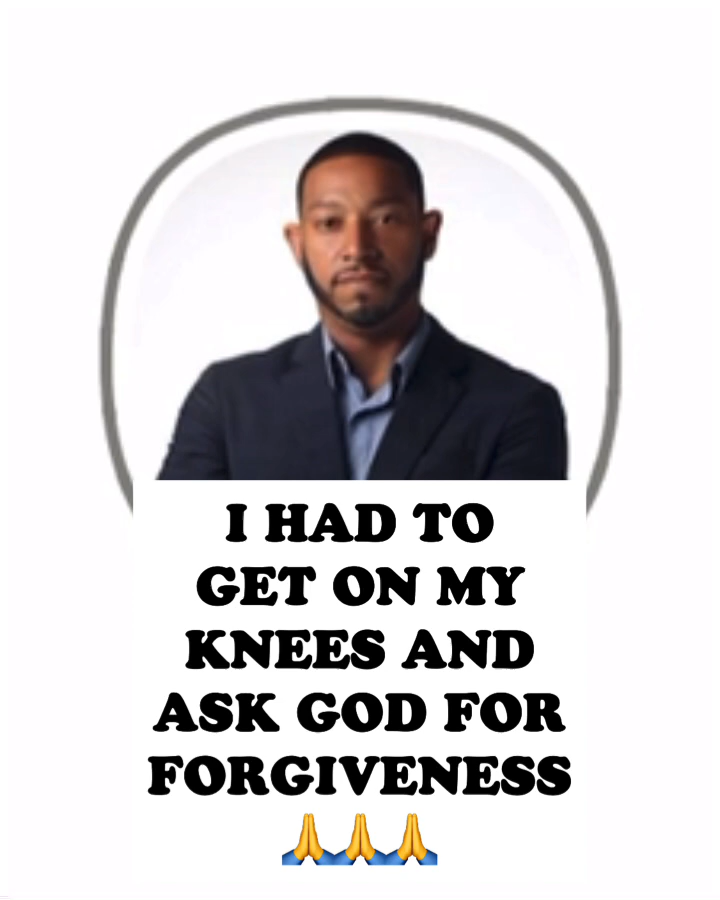 I HAD TO
GET ON MY
KNEES AND
ASK GOD FOR
FORGIVENESS
🙏🙏🙏